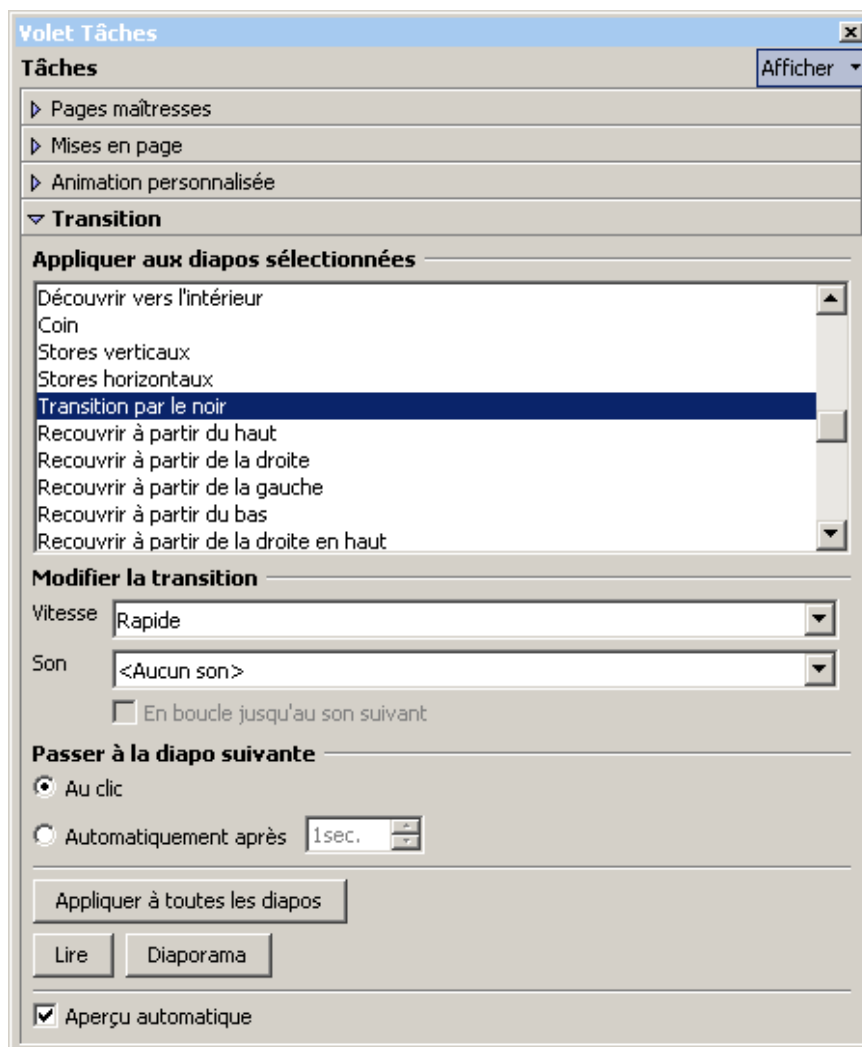 Volet Tâches
Tâches
Afficher
Pages maîtresses
Mises en page
Animation personnalisée
Transition
Appliquer aux diapos sélectionnées
Découvrir vers l'intérieur
Coin
Stores verticaux
Stores horizontaux
Transition par le noir
Recouvrir à partir du haut
Recouvrir à partir de la droite
Recouvrir à partir de la gauche
Recouvrir à partir du bas
Recouvrir à partir de la droite en haut
Modifier la transition
Vitesse Rapide
Son <Aucun son>
En boucle jusqu'au son suivant
Passer à la diapo suivante
Au clic
Automatiquement après 1sec.
Appliquer à toutes les diapos
Lire Diaporama
Aperçu automatique